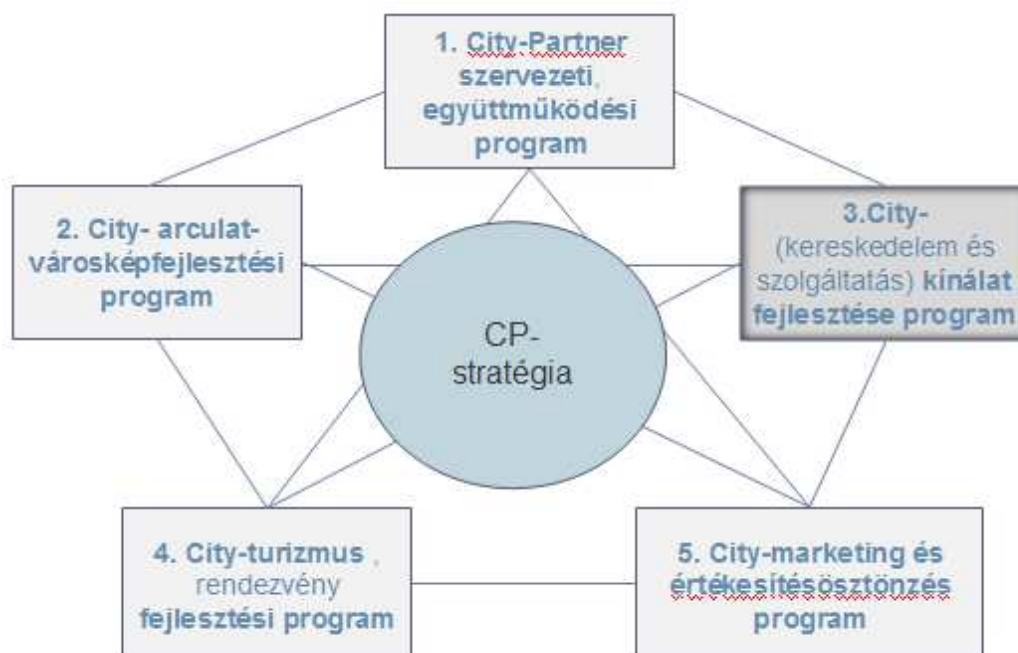 1. City-Partner
szervezeti,
együttműködési
program
2. City- arculat-
városképfejlesztési
program
3.City-
(kereskedelem és
szolgáltatás) kínálat
fejlesztése program
CP-
stratégia
4. City-turizmus ,
rendezvény
fejlesztési program
5. City-marketing és
értékesítésösztönzés
program